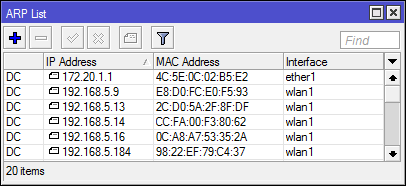 ARP List
Find
IP Address MAC Address Interface
DC 172.20.1.1 4C:5E:0C:02:B5:E2 ether1
DC 192.168.5.9 E8:D0:FC:E0:F5:93 wlan1
DC 192.168.5.13 2C:D0:5A:2F:8F:DF wlan1
DC 192.168.5.14 CC:FA:00:F3:80:62 wlan1
DC 192.168.5.16 0C:A8:A7:53:35:2A wlan1
DC 192.168.5.184 98:22:EF:79:C4:37 wlan1
20 items